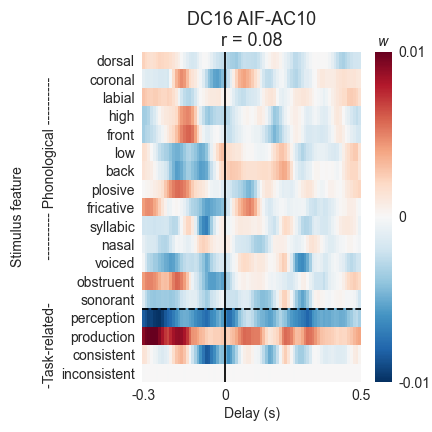 DC16 AIF-AC10
r = 0.08
w
dorsal
coronal
labial
high
front
low
back
plosive
fricative
syllabic
nasal
voiced
obstruent
sonorant
perception
production
consistent
inconsistent
Stimulus feature
-Task-related- ---------- Phonological ----------
0.01
0
-0.01
-0.3 0 0.5
Delay (s)